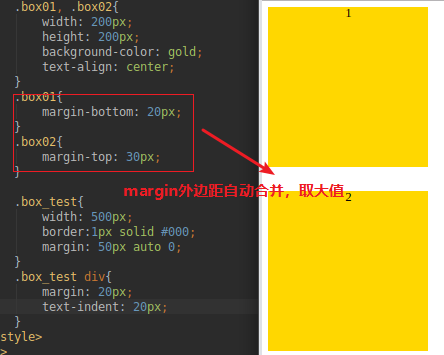 .box01, .box02{
width: 200px;
height: 200px;
background-color: gold;
text-align: center;
}
.box01{
margin-bottom: 20px;
}
.box02{
margin-top: 30px;
}
.box_test{
width: 500px;
border:1px solid #000;
margin: 50px auto 0;
}
.box_test div{
margin: 20px;
text-indent: 20px;
}
style>
>
1
margin外边距自动合并，取大值
2